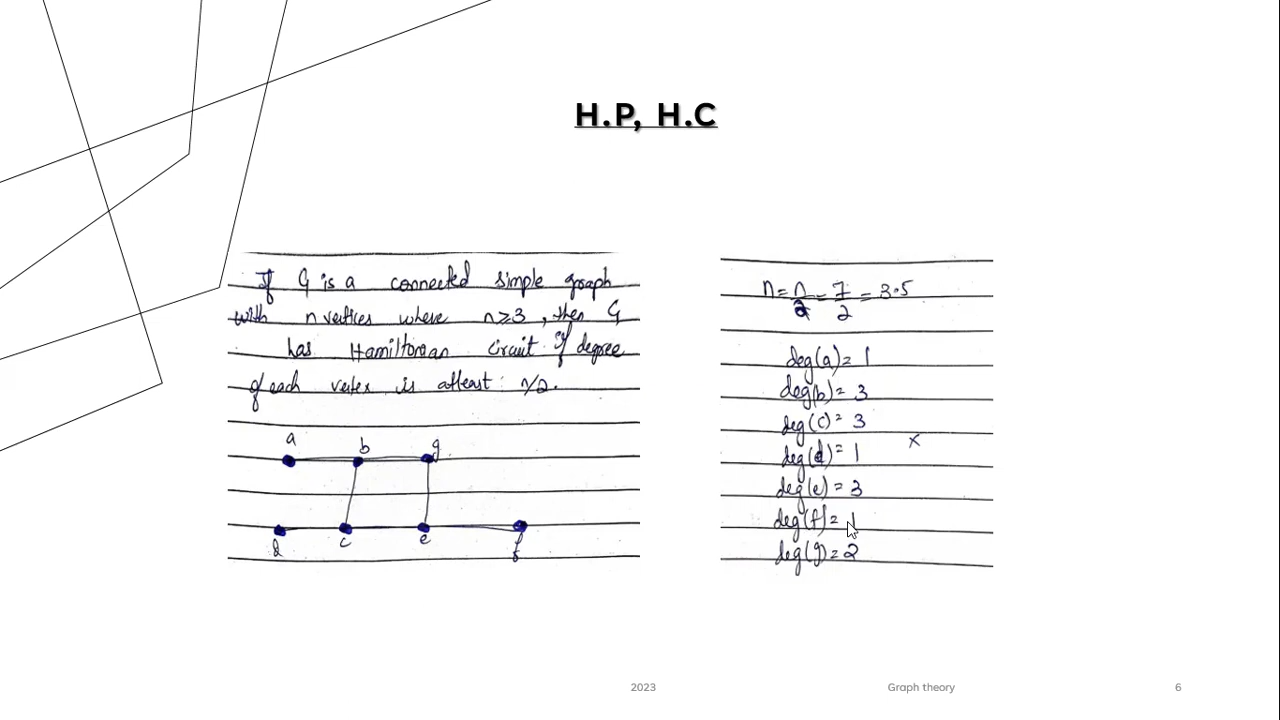 H.P, H.C
If G is a connected simple graph
with n vertices where n≥3, then G
has Hamiltonian Circuit if degree
of each vertex is atleast n/2.
a b g
d c e f
n = n/2 = 7/2 = 3.5
deg(a) = 1
deg(b) = 3
deg(c) = 3
x
deg(d) = 1
deg(e) = 3
deg(f) = 1
deg(g) = 2
2023 Graph theory 6